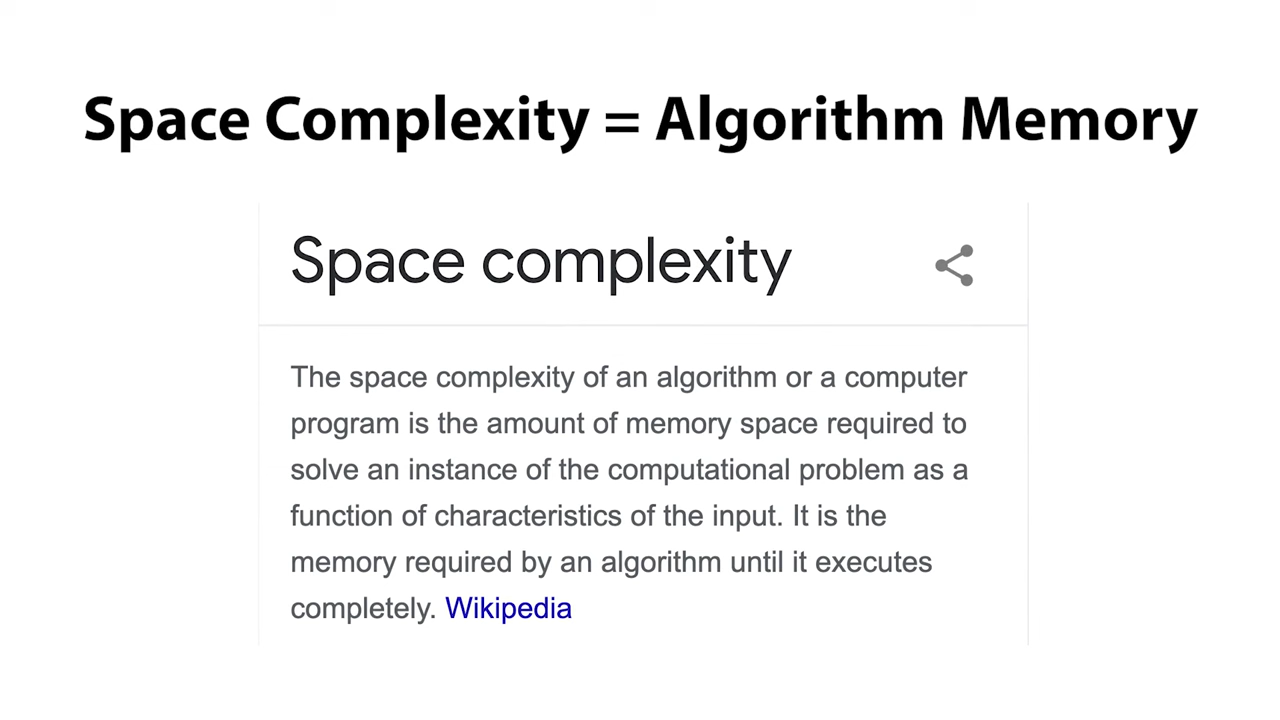 Space Complexity = Algorithm Memory
Space complexity
The space complexity of an algorithm or a computer
program is the amount of memory space required to
solve an instance of the computational problem as a
function of characteristics of the input. It is the
memory required by an algorithm until it executes
completely. Wikipedia